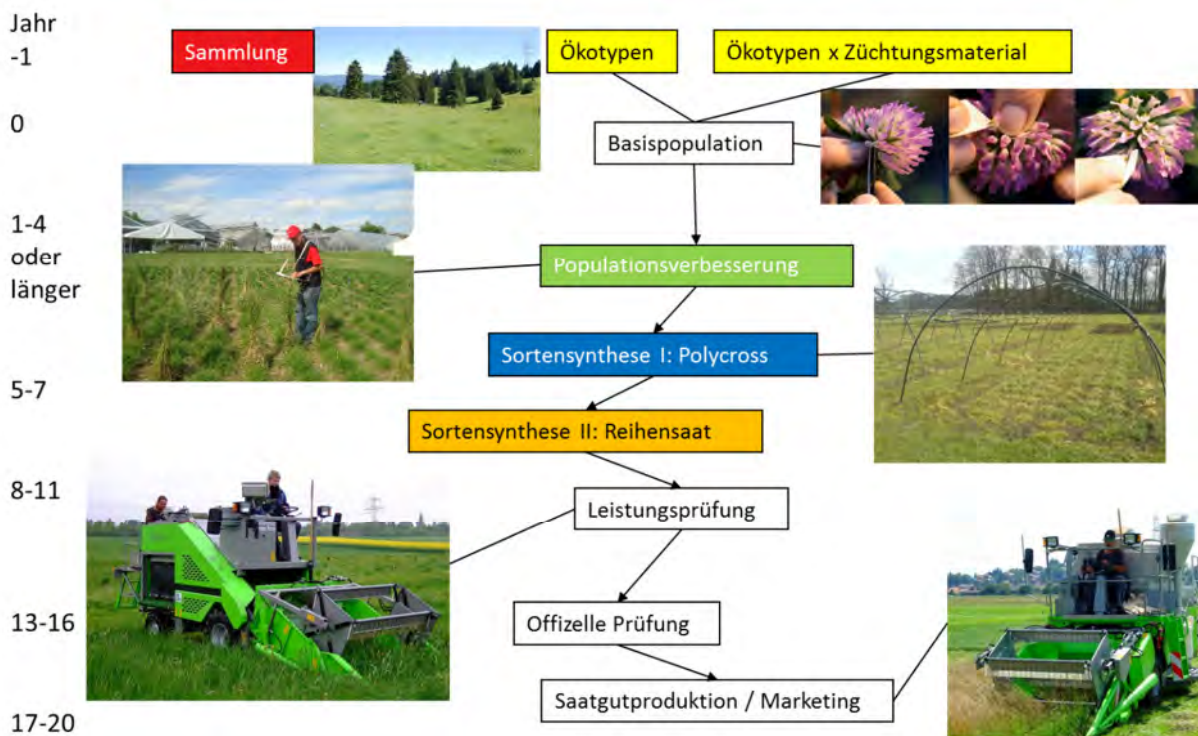 Jahr
-1
Sammlung
Ökotypen
Ökotypen x Züchtungsmaterial
0
Basispopulation
1-4
oder
länger
Populationsverbesserung
Sortensynthese I: Polycross
5-7
Sortensynthese II: Reihensaat
8-11
Leistungsprüfung
13-16
Offizelle Prüfung
Saatgutproduktion / Marketing
17-20